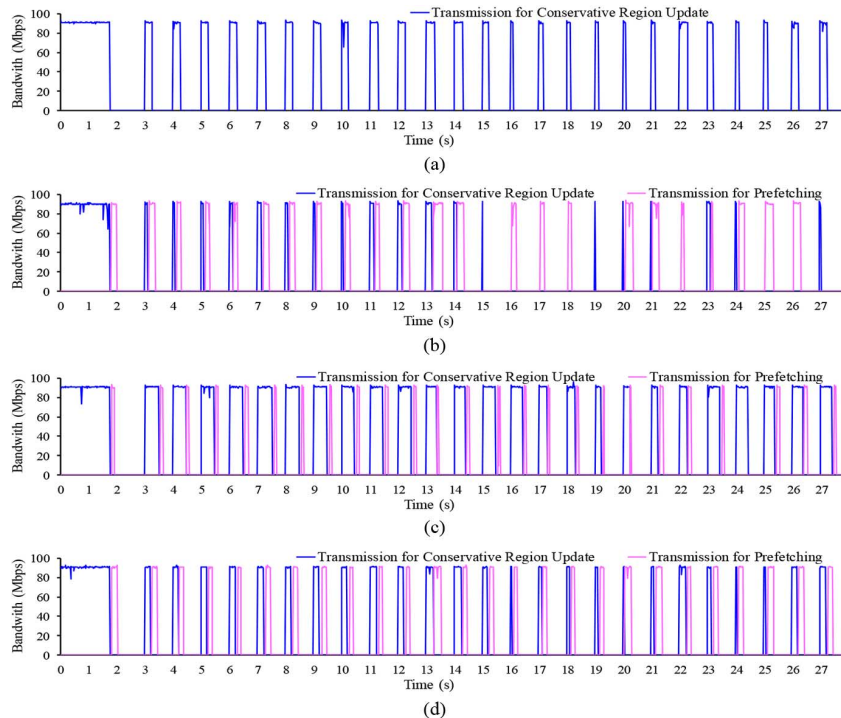 Transmission for Conservative Region Update
Bandwith (Mbps)
100
80
60
40
20
0
0 1 2 3 4 5 6 7 8 9 10 11 12 13 14 15 16 17 18 19 20 21 22 23 24 25 26 27
Time (s)
(a)
Transmission for Conservative Region Update Transmission for Prefetching
Bandwith (Mbps)
100
80
60
40
20
0
0 1 2 3 4 5 6 7 8 9 10 11 12 13 14 15 16 17 18 19 20 21 22 23 24 25 26 27
Time (s)
(b)
Transmission for Conservative Region Update Transmission for Prefetching
Bandwith (Mbps)
100
80
60
40
20
0
0 1 2 3 4 5 6 7 8 9 10 11 12 13 14 15 16 17 18 19 20 21 22 23 24 25 26 27
Time (s)
(c)
Transmission for Conservative Region Update Transmission for Prefetching
Bandwith (Mbps)
100
80
60
40
20
0
0 1 2 3 4 5 6 7 8 9 10 11 12 13 14 15 16 17 18 19 20 21 22 23 24 25 26 27
Time (s)
(d)